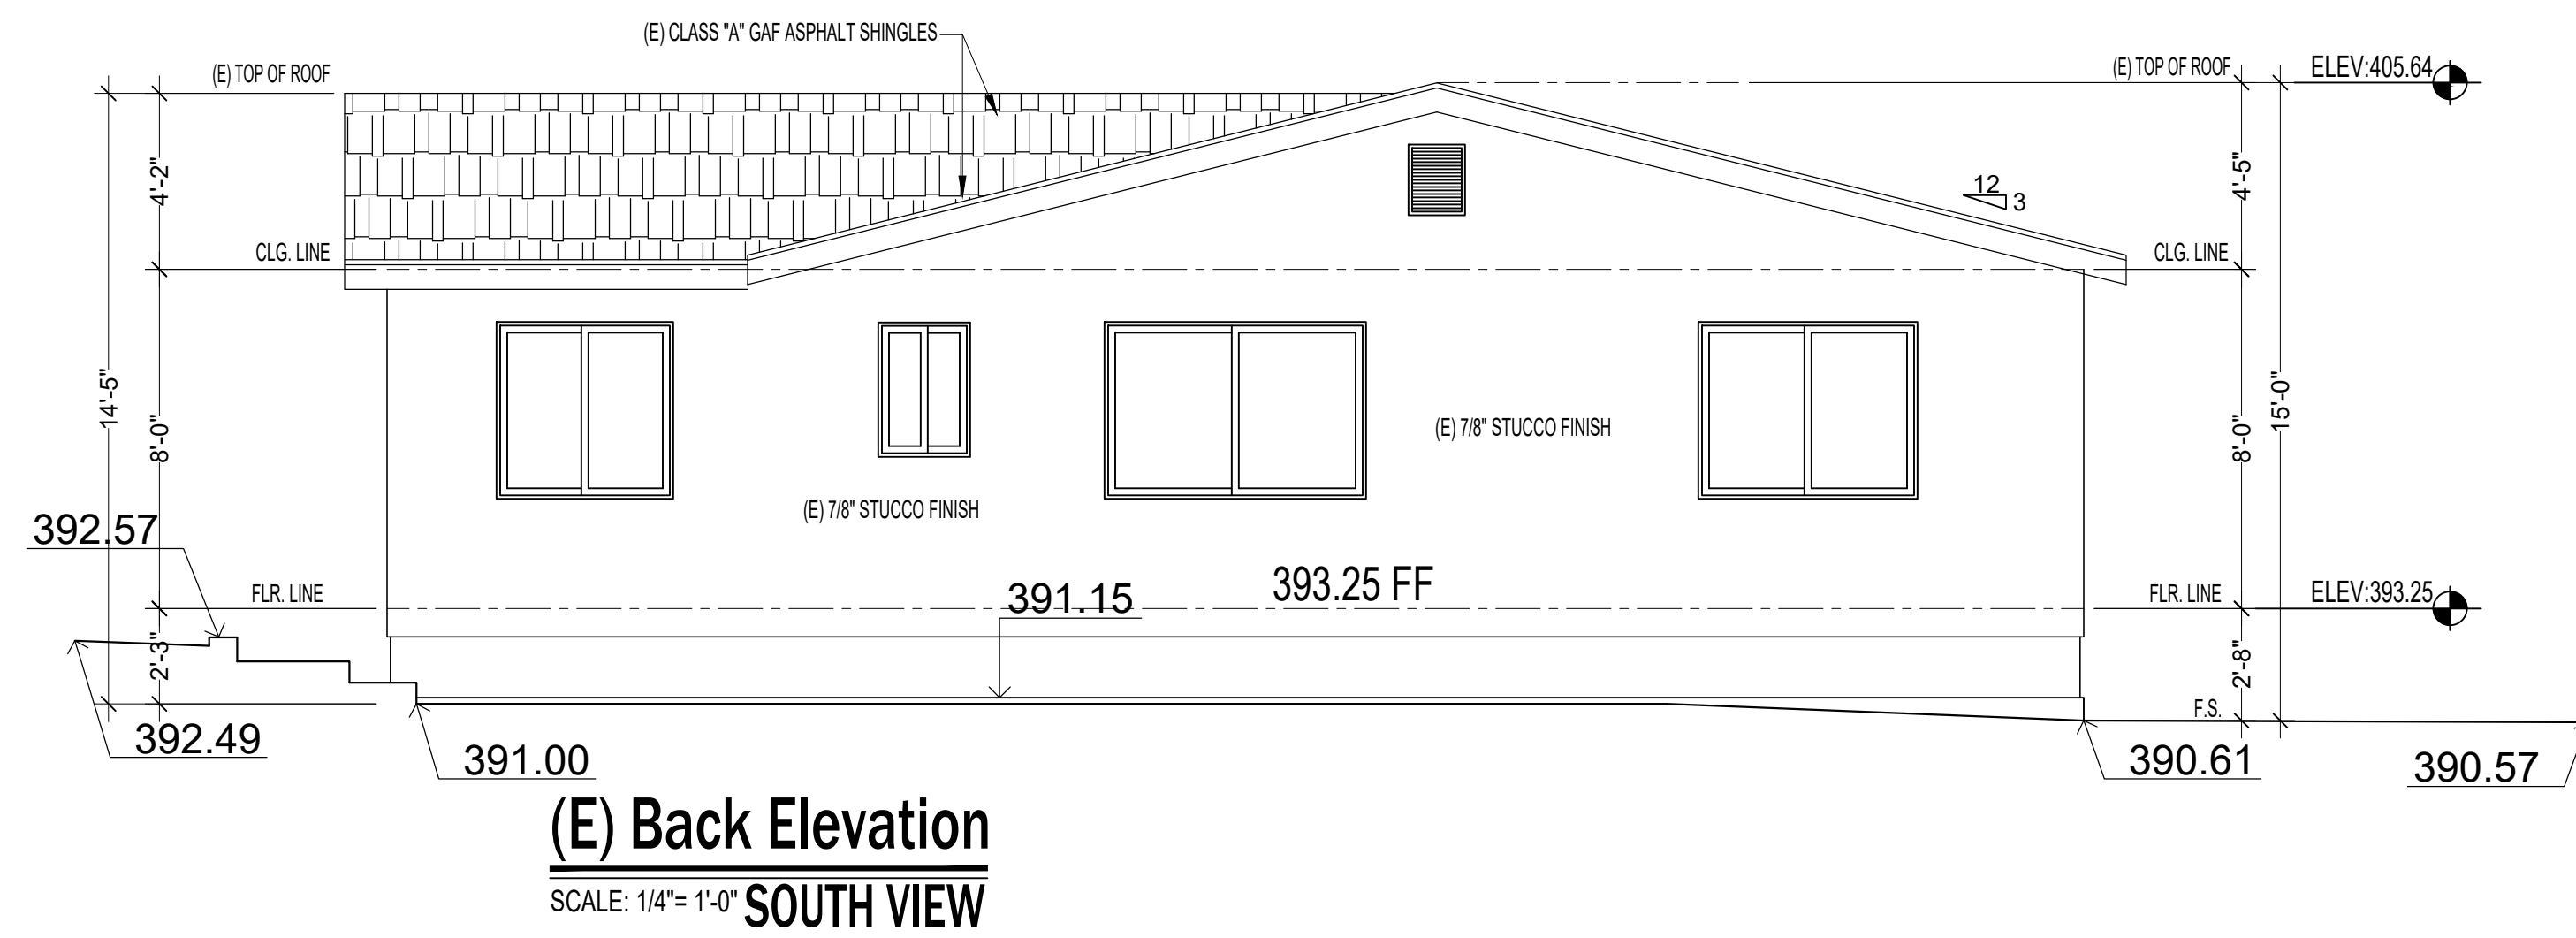 (E) CLASS "A" GAF ASPHALT SHINGLES
(E) TOP OF ROOF
(E) TOP OF ROOF
ELEV:405.64
4'-2"
4'-5"
12
3
CLG. LINE
CLG. LINE
14'-5"
8'-0"
8'-0"
15'-0"
(E) 7/8" STUCCO FINISH
(E) 7/8" STUCCO FINISH
392.57
FLR. LINE
391.15
393.25 FF
FLR. LINE
ELEV:393.25
2'-3"
2'-8"
F.S.
392.49
391.00
390.61
390.57
(E) Back Elevation
SCALE: 1/4"= 1'-0" SOUTH VIEW